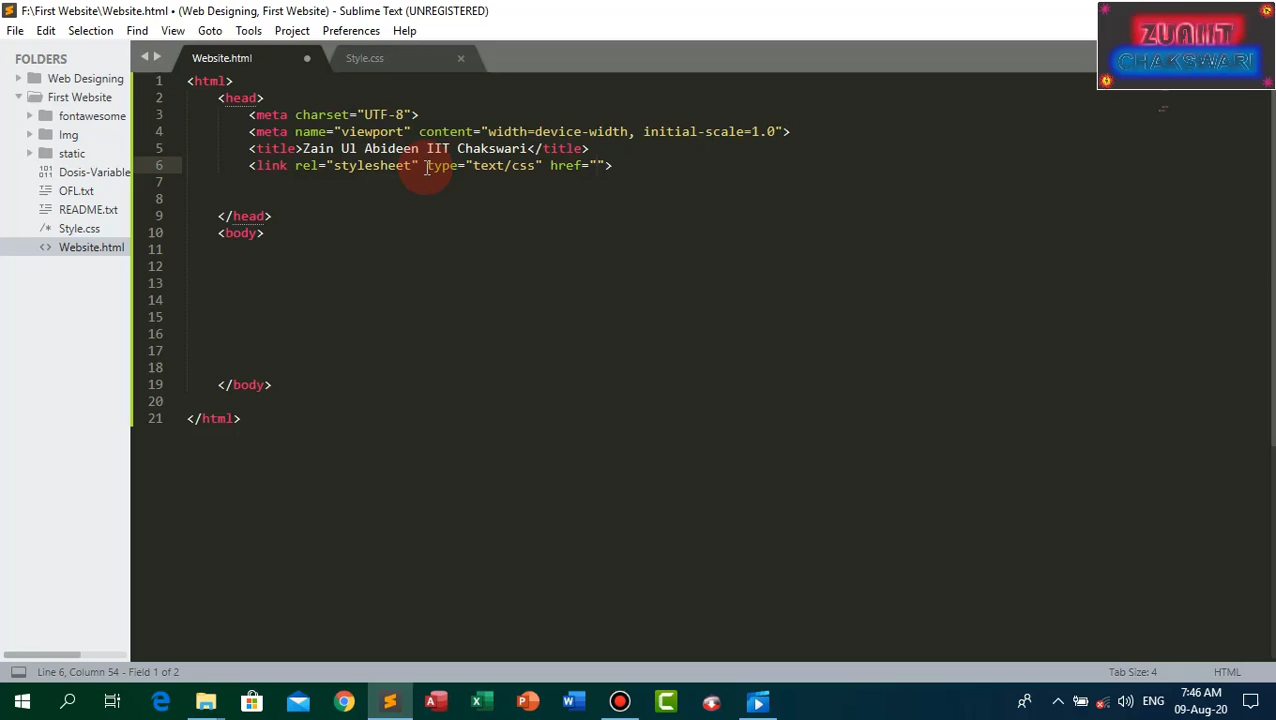 F:\First Website\Website.html • (Web Designing, First Website) - Sublime Text (UNREGISTERED)
File Edit Selection Find View Goto Tools Project Preferences Help
ZUAIIT
CHAKSWARI
FOLDERS
Web Designing
First Website
fontawesome
Img
static
Dosis-Variable
OFL.txt
README.txt
Style.css
Website.html
Website.html
Style.css
1 <html>
2 <head>
3 <meta charset="UTF-8">
4 <meta name="viewport" content="width=device-width, initial-scale=1.0">
5 <title>Zain Ul Abideen IIT Chakswari</title>
6 <link rel="stylesheet" type="text/css" href="">
7
8
9 </head>
10 <body>
11
12
13
14
15
16
17
18
19 </body>
20
21 </html>
Line 6, Column 54 - Field 1 of 2
Tab Size: 4
HTML
ENG
7:46 AM
09-Aug-20